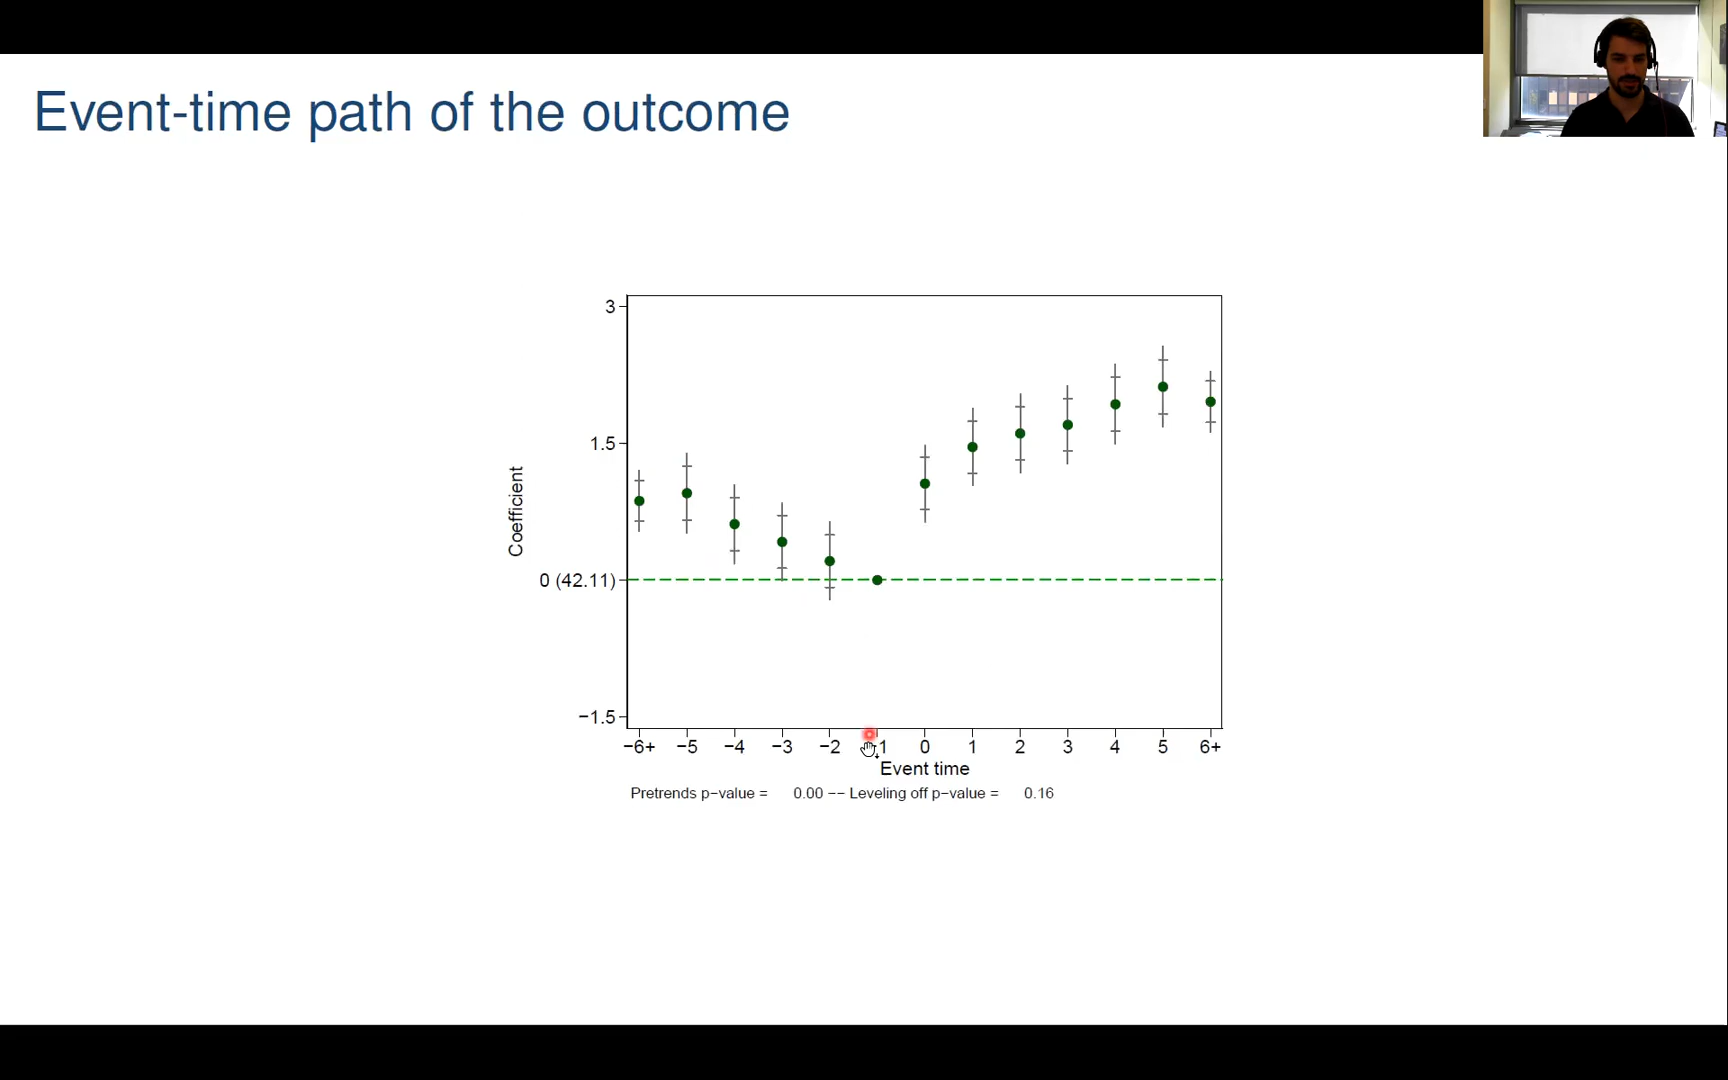 Event-time path of the outcome
3
1.5
0 (42.11)
−1.5
Coefficient
−6+ −5 −4 −3 −2 −1 0 1 2 3 4 5 6+
Event time
Pretrends p−value = 0.00 −− Leveling off p−value = 0.16